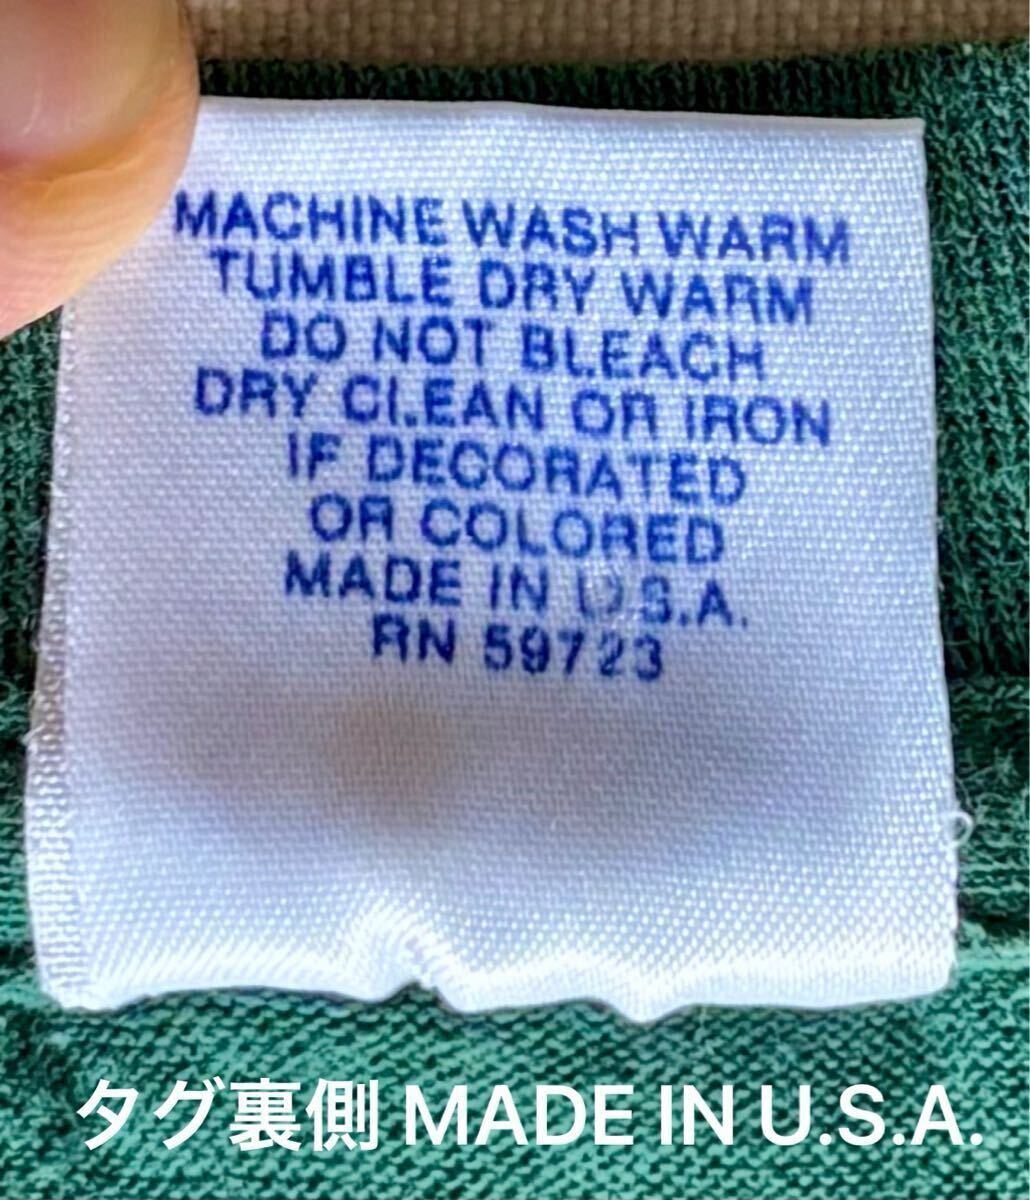 MACHINE WASH WARM
TUMBLE DRY WARM
DO NOT BLEACH
DRY CLEAN OR IRON
IF DECORATED
OR COLORED
MADE IN U.S.A.
RN 59723
タグ裏側 MADE IN U.S.A.